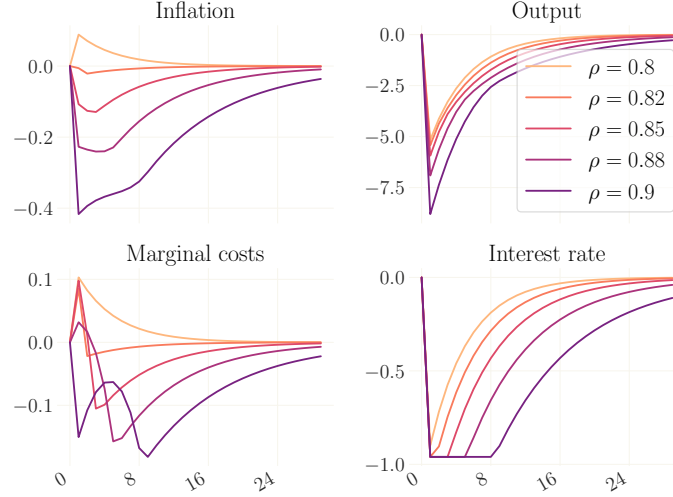 Inflation
0.0
−0.2
−0.4
Output
0.0
−2.5
−5.0
−7.5
ρ = 0.8
ρ = 0.82
ρ = 0.85
ρ = 0.88
ρ = 0.9
Marginal costs
0.1
0.0
−0.1
0
8
16
24
Interest rate
0.0
−0.5
−1.0
0
8
16
24